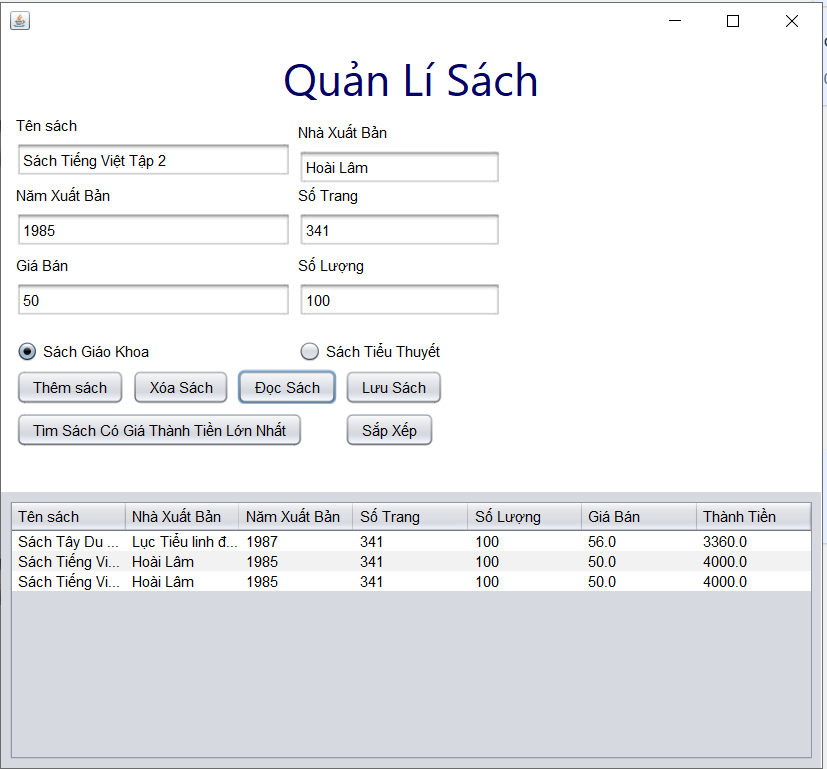 Quản Lí Sách
Tên sách
Nhà Xuất Bản
Sách Tiếng Việt Tập 2
Hoài Lâm
Năm Xuất Bản
Số Trang
1985
341
Giá Bán
Số Lượng
50
100
Sách Giáo Khoa
Sách Tiểu Thuyết
Thêm sách
Xóa Sách
Đọc Sách
Lưu Sách
Tìm Sách Có Giá Thành Tiền Lớn Nhất
Sắp Xếp
Tên sách Nhà Xuất Bản Năm Xuất Bản Số Trang Số Lượng Giá Bán Thành Tiền
Sách Tây Du ... Lục Tiểu linh đ... 1987 341 100 56.0 3360.0
Sách Tiếng Vi... Hoài Lâm 1985 341 100 50.0 4000.0
Sách Tiếng Vi... Hoài Lâm 1985 341 100 50.0 4000.0